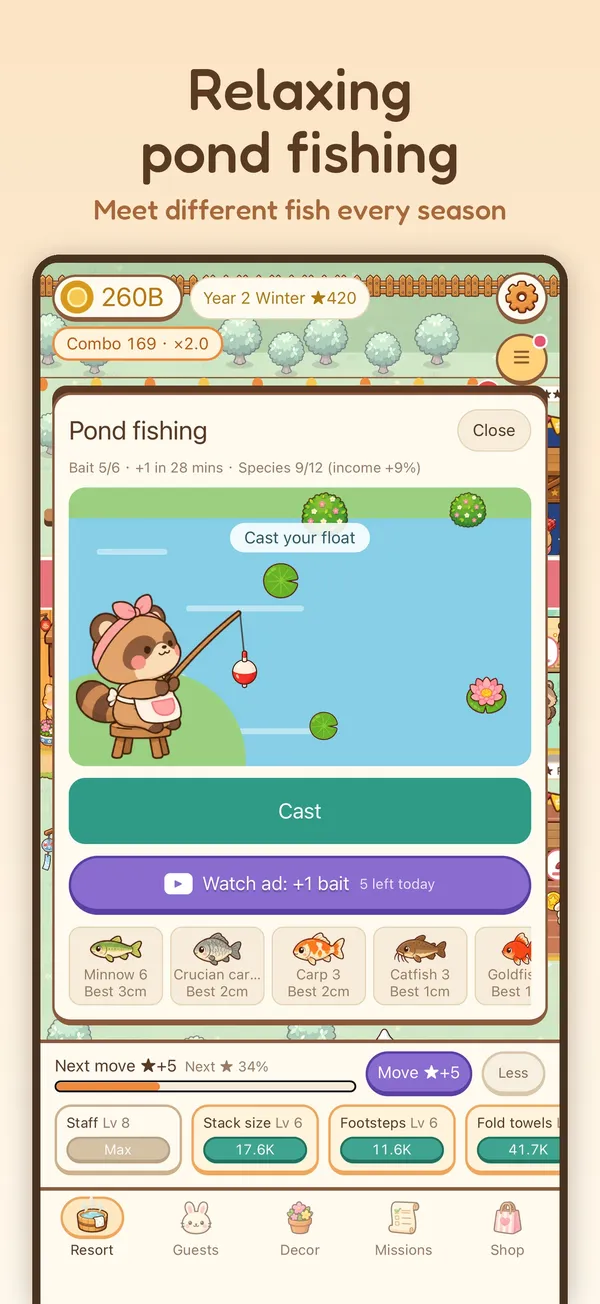 Relaxing
pond fishing
Meet different fish every season
260B
Year 2 Winter ★420
Combo 169 · ×2.0
Pond fishing
Close
Bait 5/6 · +1 in 28 mins · Species 9/12 (income +9%)
Cast your float
Cast
Watch ad: +1 bait 5 left today
Minnow 6
Best 3cm
Crucian car...
Best 2cm
Carp 3
Best 2cm
Catfish 3
Best 1cm
Goldfis
Best 1
Next move ★+5 Next ★ 34%
Move ★+5
Less
Staff Lv 8
Max
Stack size Lv 6
17.6K
Footsteps Lv 6
11.6K
Fold towels L
41.7K
Resort
Guests
Decor
Missions
Shop